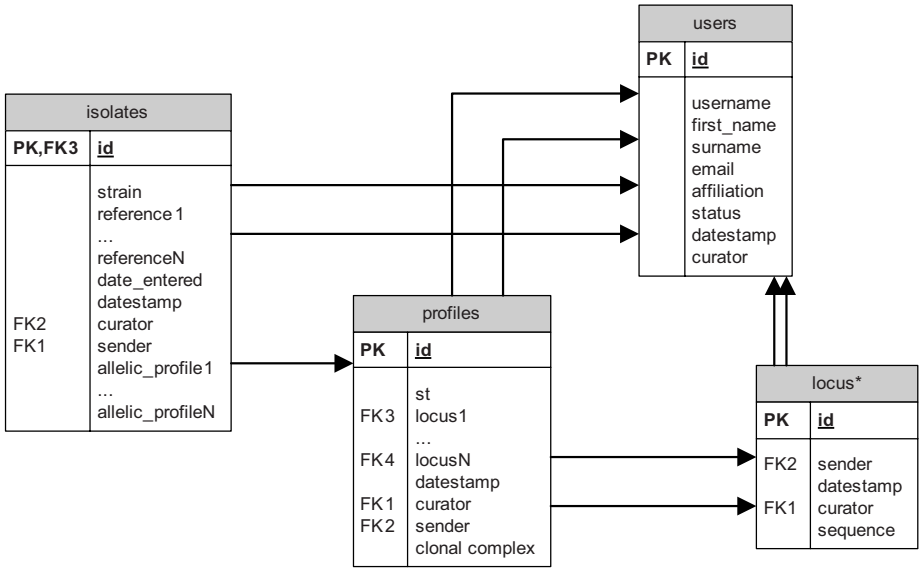 users
PK id
username
first_name
surname
email
affiliation
status
datestamp
curator
isolates
PK,FK3 id
strain
reference1
...
referenceN
date_entered
datestamp
FK2 curator
FK1 sender
allelic_profile1
...
allelic_profileN
profiles
PK id
st
FK3 locus1
...
FK4 locusN
datestamp
FK1 curator
FK2 sender
clonal complex
locus*
PK id
FK2 sender
datestamp
FK1 curator
sequence